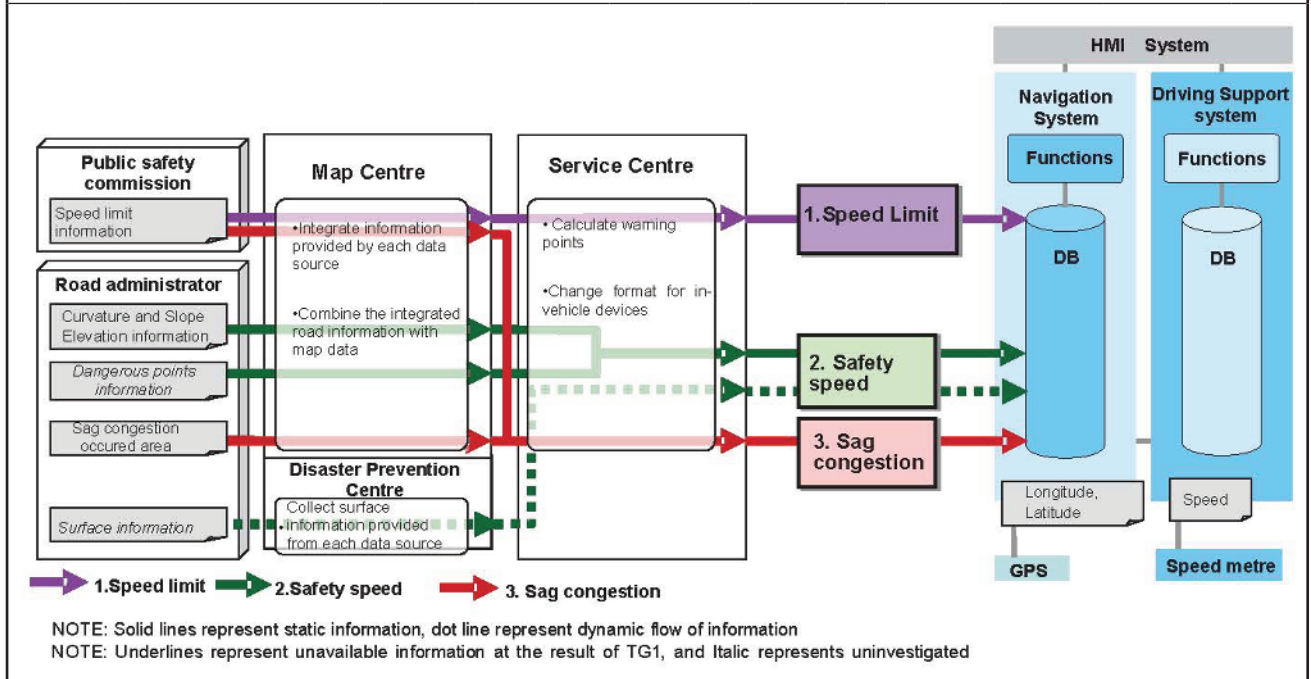 HMI System
Navigation
System
Driving Support
system
Functions
Functions
DB
DB
Longitude,
Latitude
Speed
GPS
Speed metre
Public safety
commission
Speed limit
information
Road administrator
Curvature and Slope
Elevation information
Dangerous points
information
Sag congestion
occured area
Surface information
Map Centre
•Integrate information
provided by each data
source
•Combine the integrated
road information with
map data
Disaster Prevention
Centre
Collect surface
•Information provided
from each data source
Service Centre
• Calculate warning
points
•Change format for in-
vehicle devices
1.Speed Limit
2. Safety
speed
3. Sag
congestion
1.Speed limit
2.Safety speed
3. Sag congestion
NOTE: Solid lines represent static information, dot line represent dynamic flow of information
NOTE: Underlines represent unavailable information at the result of TG1, and Italic represents uninvestigated